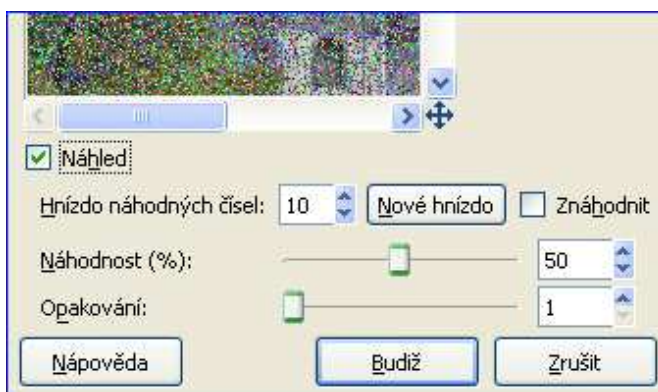 Náhled
Hnízdo náhodných čísel: 10 Nové hnízdo Znáhodnit
Náhodnost (%): 50
Opakování: 1
Nápověda Budiž Zrušit